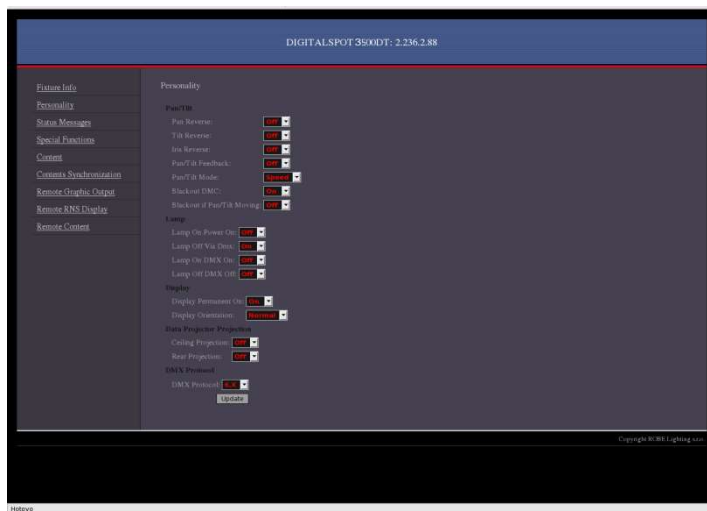 DIGITALSPOT 3500DT: 2.236.2.88
Fixture Info
Personality
Status Messages
Special Functions
Content
Contents Synchronization
Remote Graphic Output
Remote RNS Display
Remote Content
Personality
Pan/Tilt
Pan Reverse: Off
Tilt Reverse: Off
Iris Reverse: Off
Pan/Tilt Feedback: Off
Pan/Tilt Mode: Speed
Blackout DMC: On
Blackout if Pan/Tilt Moving: Off
Lamp
Lamp On Power On: Off
Lamp Off Via Dmx: On
Lamp On DMX On: Off
Lamp Off DMX Off: Off
Display
Display Permanent On: On
Display Orientation: Normal
Data Projector Projection
Ceiling Projection: Off
Rear Projection: Off
DMX Protocol
DMX Protocol:
Update
Copyright ROBE Lighting s.r.o.
Hotovo